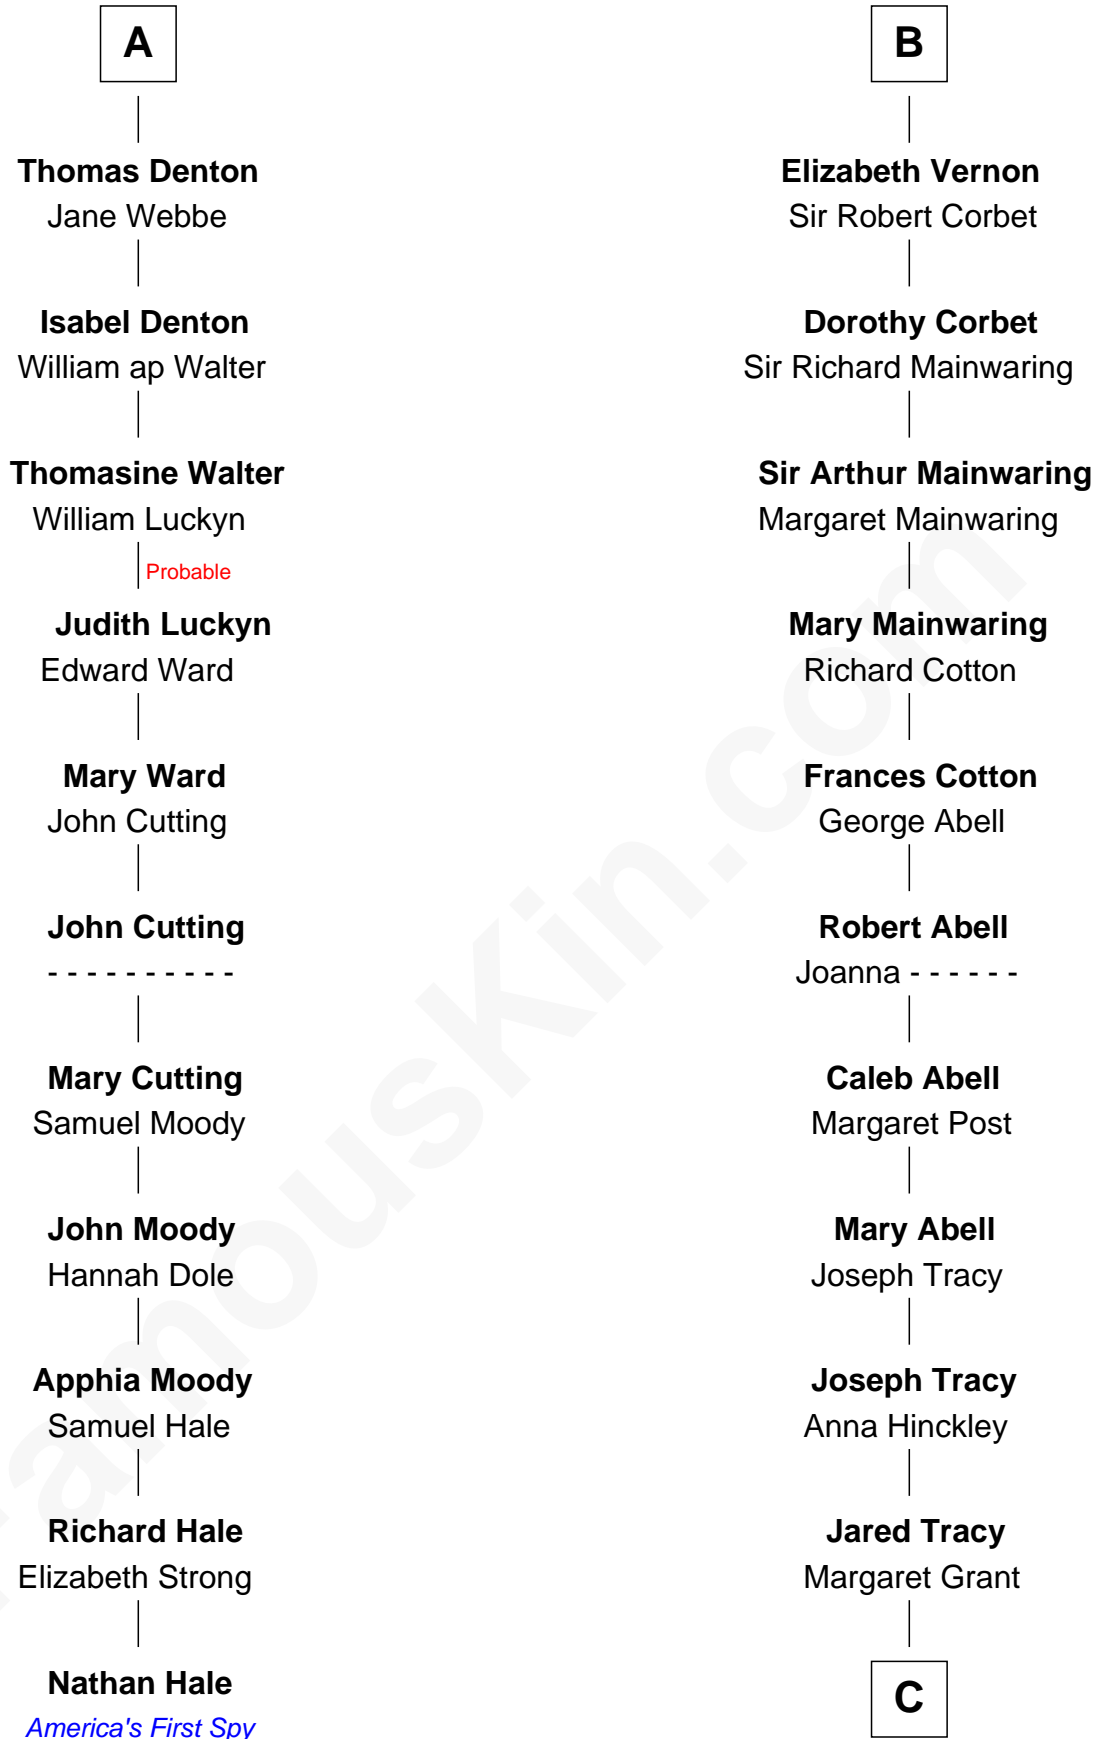 A
Thomas Denton
Jane Webbe
Isabel Denton
William ap Walter
Thomasine Walter
William Luckyn
Probable
Judith Luckyn
Edward Ward
Mary Ward
John Cutting
John Cutting
- - - - - - - - - -
Mary Cutting
Samuel Moody
John Moody
Hannah Dole
Apphia Moody
Samuel Hale
Richard Hale
Elizabeth Strong
Nathan Hale
America's First Spy
B
Elizabeth Vernon
Sir Robert Corbet
Dorothy Corbet
Sir Richard Mainwaring
Sir Arthur Mainwaring
Margaret Mainwaring
Mary Mainwaring
Richard Cotton
Frances Cotton
George Abell
Robert Abell
Joanna - - - - - -
Caleb Abell
Margaret Post
Mary Abell
Joseph Tracy
Joseph Tracy
Anna Hinckley
Jared Tracy
Margaret Grant
C
FamousKin.com